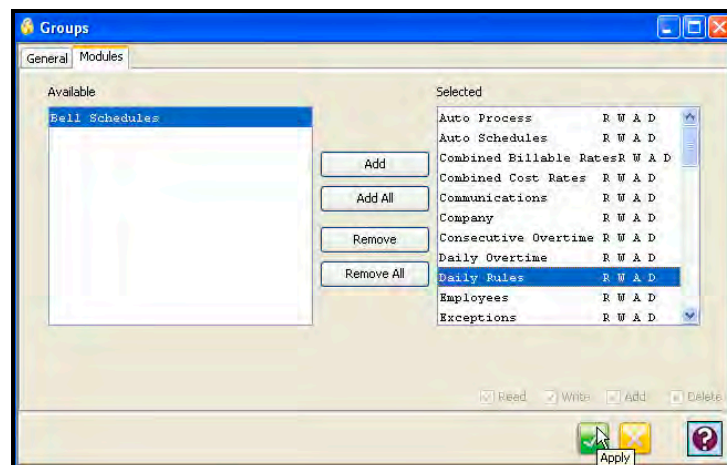 Groups
General Modules
Available
Bell Schedules
Add
Add All
Remove
Remove All
Selected
Auto Process R W A D
Auto Schedules R W A D
Combined Billable RatesR W A D
Combined Cost Rates R W A D
Communications R W A D
Company R W A D
Consecutive Overtime R W A D
Daily Overtime R W A D
Daily Rules R W A D
Employees R W A D
Exceptions R W A D
Read Write Add Delete
?
Apply